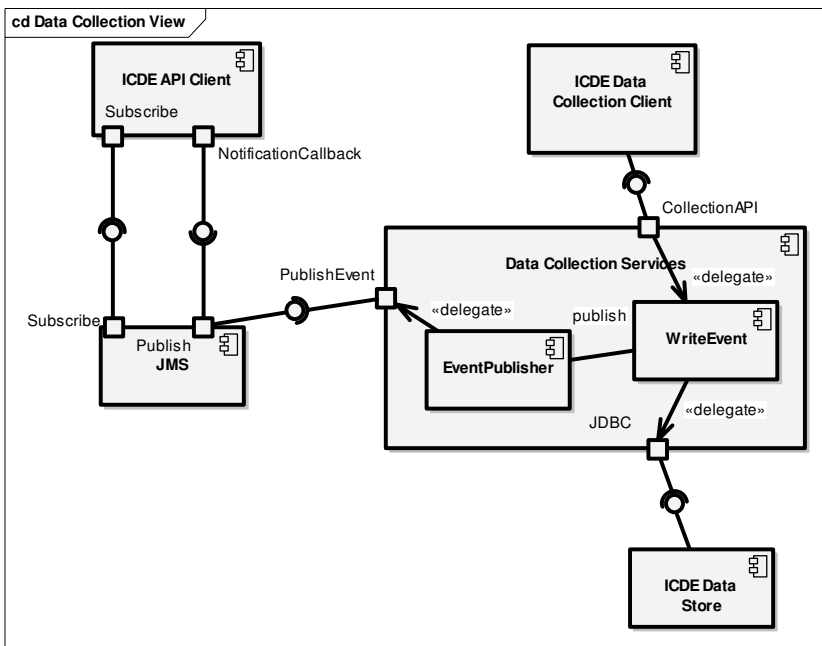 cd Data Collection View
ICDE API Client
Subscribe
NotificationCallback
ICDE Data
Collection Client
CollectionAPI
Data Collection Services
«delegate»
PublishEvent
«delegate»
publish
WriteEvent
EventPublisher
Subscribe
Publish
JMS
«delegate»
JDBC
ICDE Data
Store